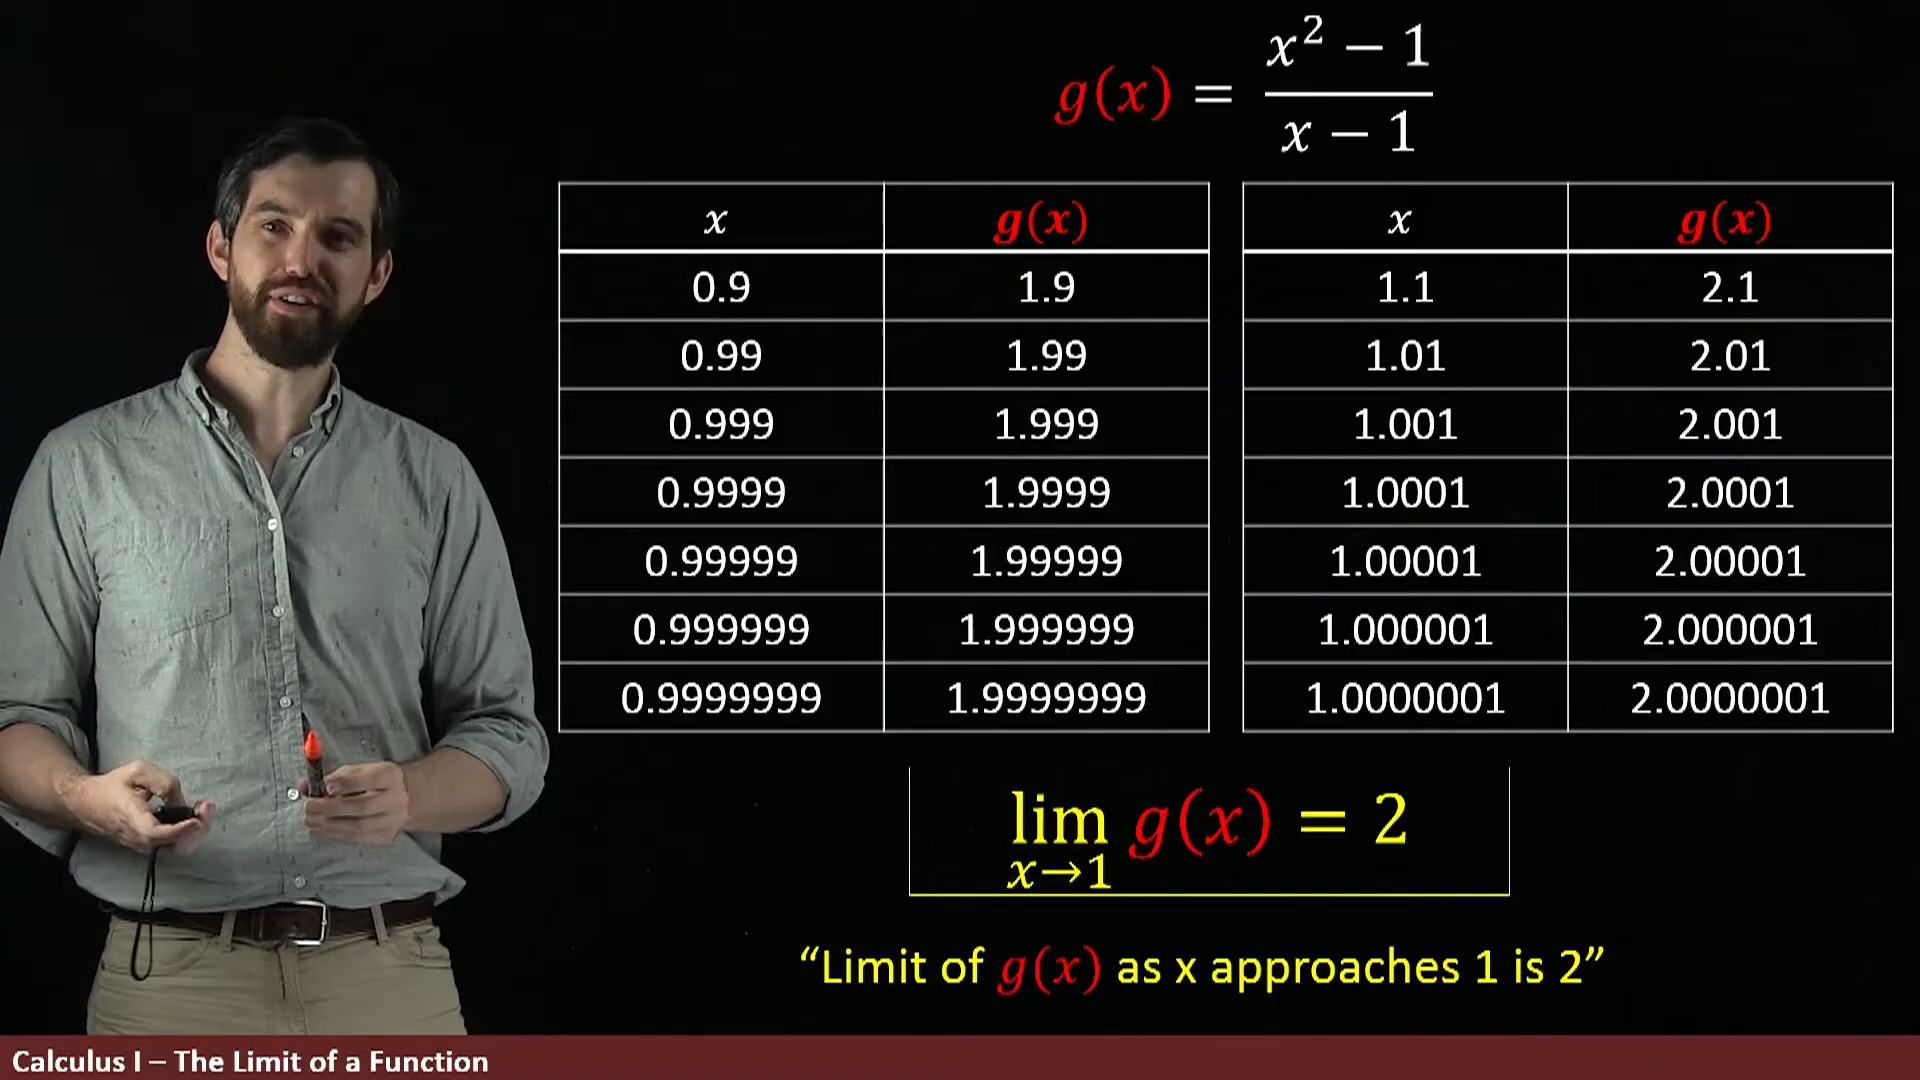 g(x) = x² − 1 / x − 1
x g(x) x g(x)
0.9 1.9 1.1 2.1
0.99 1.99 1.01 2.01
0.999 1.999 1.001 2.001
0.9999 1.9999 1.0001 2.0001
0.99999 1.99999 1.00001 2.00001
0.999999 1.999999 1.000001 2.000001
0.9999999 1.9999999 1.0000001 2.0000001
lim g(x) = 2
x→1
“Limit of g(x) as x approaches 1 is 2”
Calculus I – The Limit of a Function